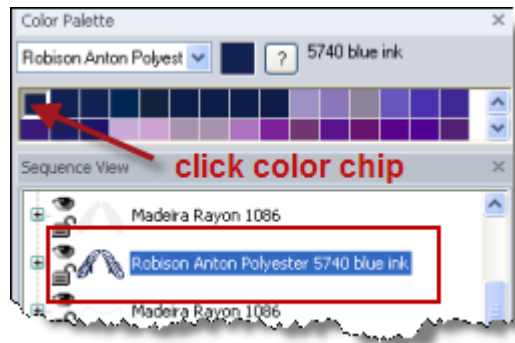 Color Palette
Robison Anton Polyest ? 5740 blue ink
click color chip
Sequence View
Madeira Rayon 1086
Robison Anton Polyester 5740 blue ink
Madeira Rayon 1086